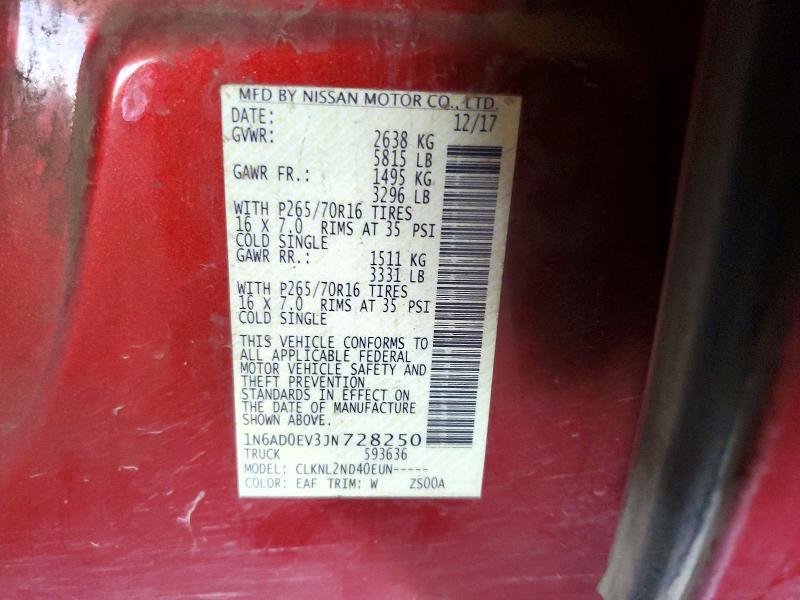 MFD BY NISSAN MOTOR CO., LTD.
DATE: 12/17
GVWR: 2638 KG
5815 LB
GAWR FR.: 1495 KG
3296 LB
WITH P265/70R16 TIRES
16 X 7.0 RIMS AT 35 PSI
COLD SINGLE
GAWR RR.: 1511 KG
3331 LB
WITH P265/70R16 TIRES
16 X 7.0 RIMS AT 35 PSI
COLD SINGLE
THIS VEHICLE CONFORMS TO
ALL APPLICABLE FEDERAL
MOTOR VEHICLE SAFETY AND
THEFT PREVENTION
STANDARDS IN EFFECT ON
THE DATE OF MANUFACTURE
SHOWN ABOVE.
1N6AD0EV3JN728250
TRUCK 593636
MODEL: CLKNL2ND40EUN-----
COLOR: EAF TRIM: W ZS00A